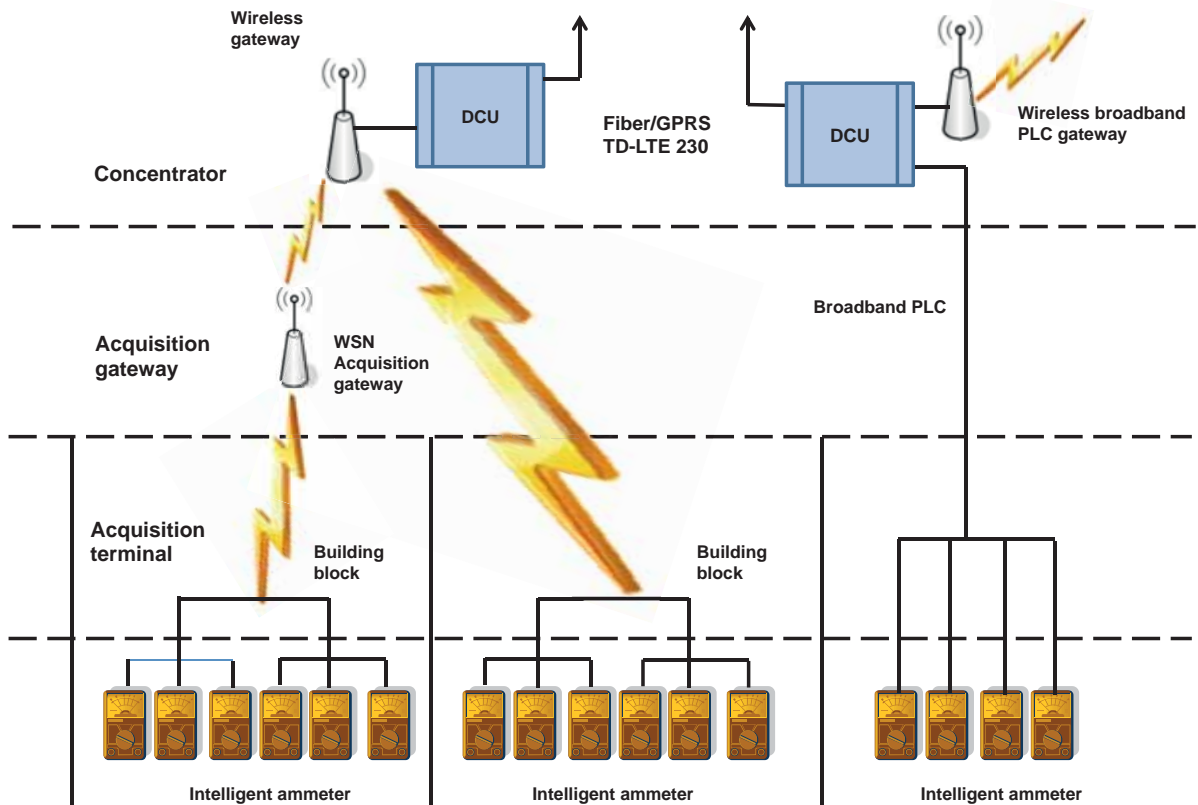 Wireless
gateway
DCU
Fiber/GPRS
TD-LTE 230
DCU
Wireless broadband
PLC gateway
Concentrator
Acquisition
gateway
WSN
Acquisition
gateway
Broadband PLC
Acquisition
terminal
Building
block
Building
block
Intelligent ammeter
Intelligent ammeter
Intelligent ammeter